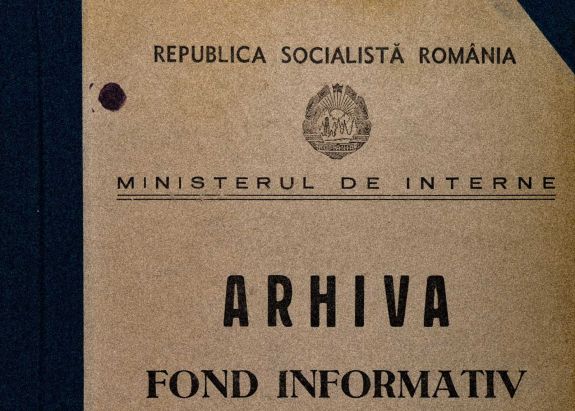 REPUBLICA SOCIALISTĂ ROMÂNIA
MINISTERUL DE INTERNE
ARHIVA
FOND INFORMATIV